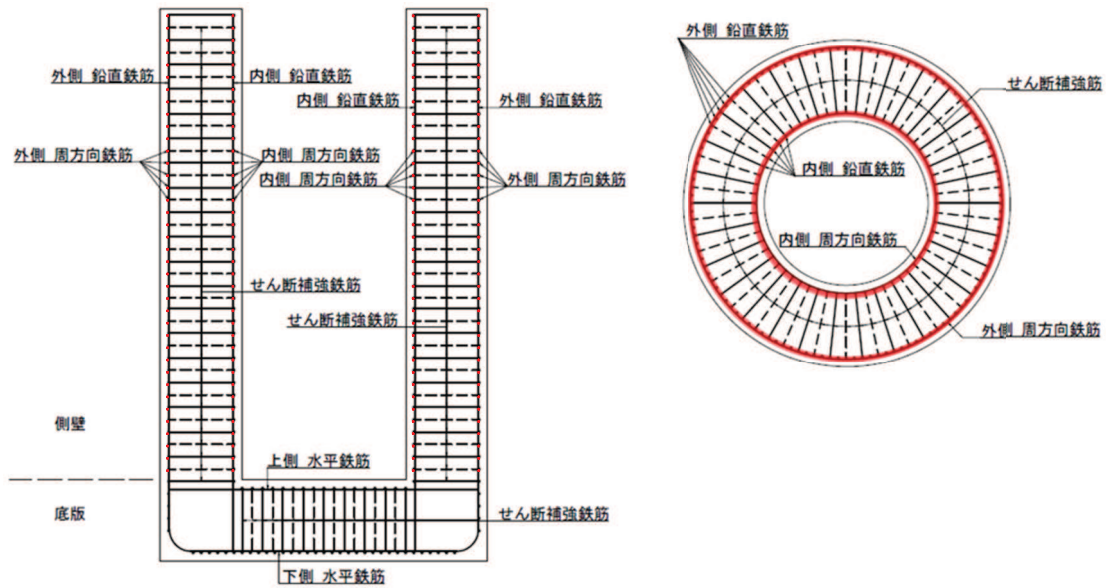 外側 鉛直鉄筋
内側 鉛直鉄筋
内側 鉛直鉄筋
外側 鉛直鉄筋
外側 周方向鉄筋
内側 周方向鉄筋
内側 周方向鉄筋
外側 周方向鉄筋
せん断補強鉄筋
せん断補強鉄筋
側壁
上側 水平鉄筋
底版
せん断補強鉄筋
下側 水平鉄筋
外側 鉛直鉄筋
せん断補強筋
内側 鉛直鉄筋
内側 周方向鉄筋
外側 周方向鉄筋